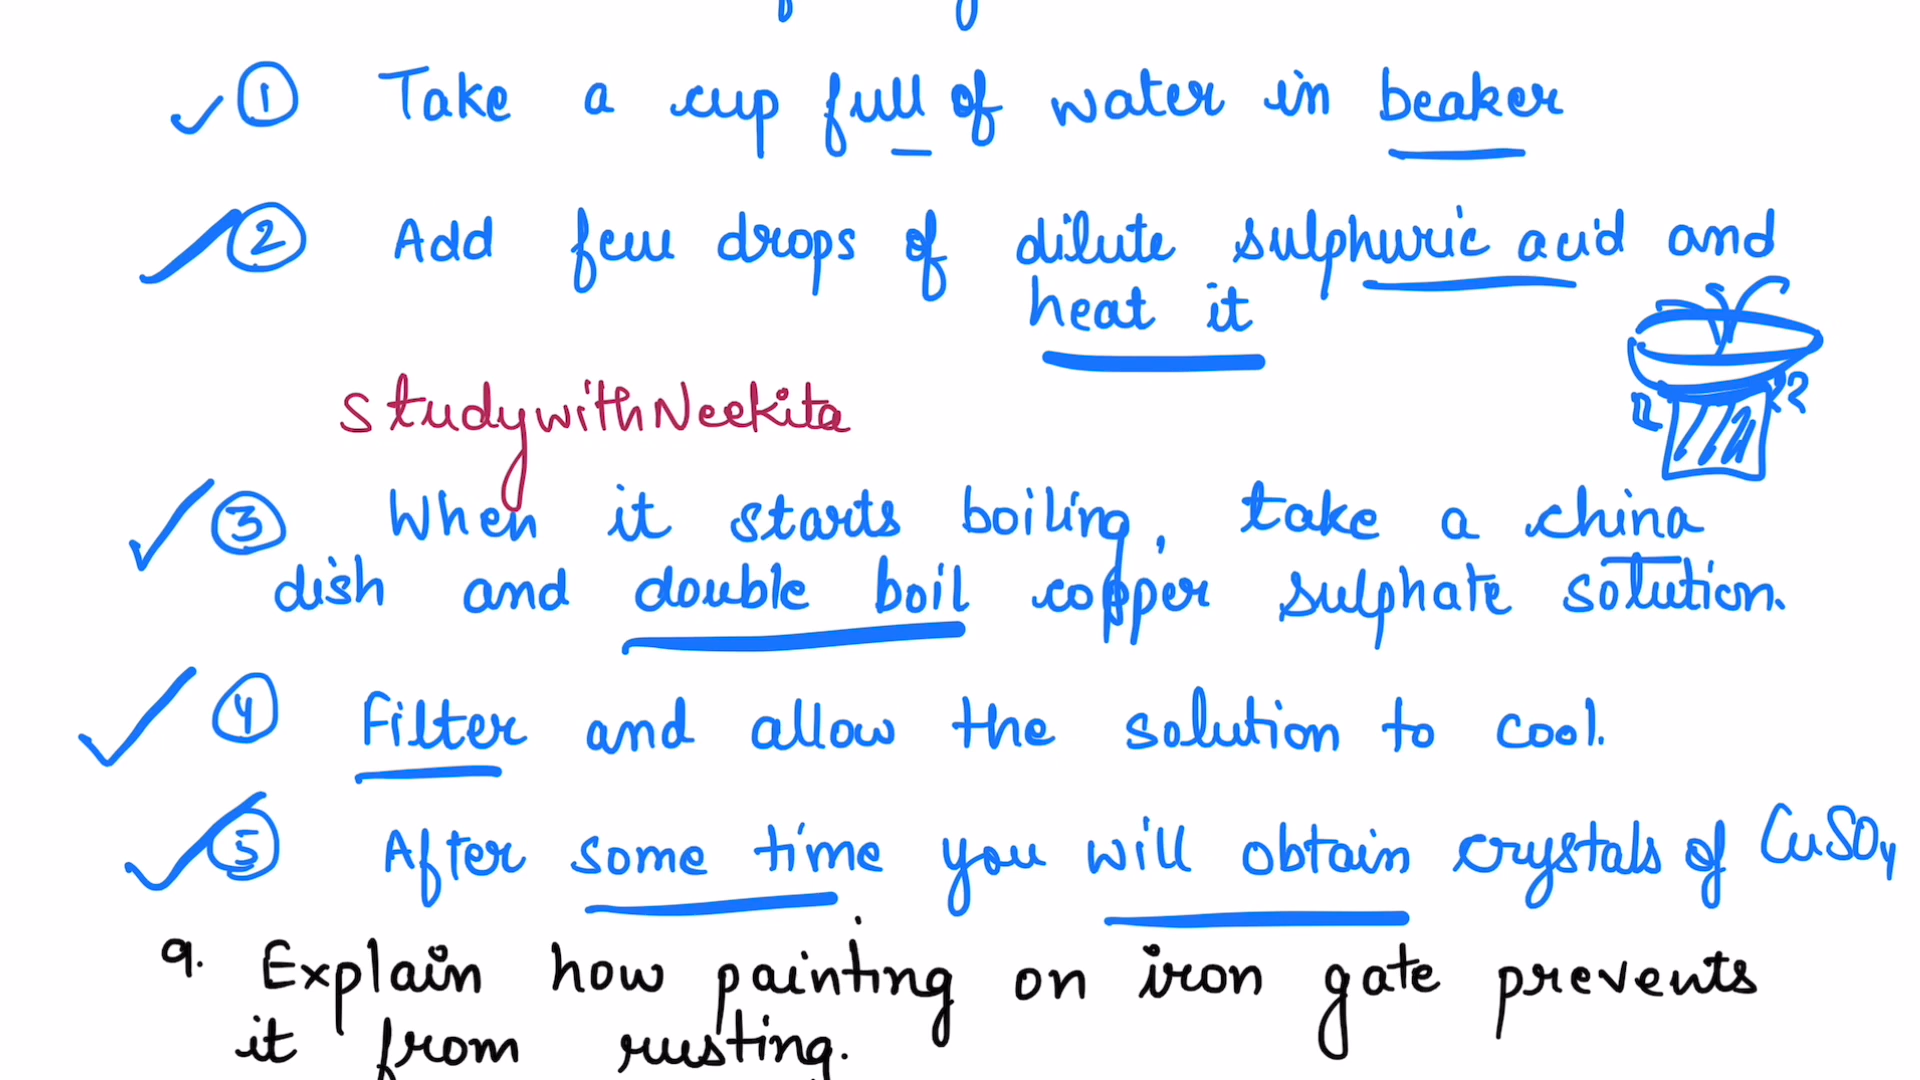 ① Take a cup full of water in beaker
② Add few drops of dilute sulphuric acid and
heat it
studywithNeekita
③ When it starts boiling, take a china
dish and double boil copper sulphate solution.
④ Filter and allow the solution to cool.
⑤ After some time you will obtain crystals of CuSO4
9. Explain how painting on iron gate prevents
it from rusting.